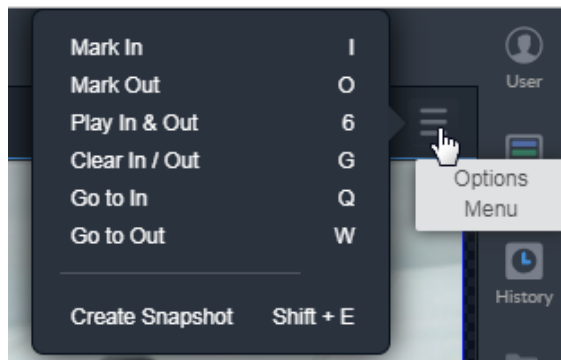 Mark In I
Mark Out O
Play In & Out 6
Clear In / Out G
Go to In Q
Go to Out W
Create Snapshot Shift + E
User
Options
Menu
History